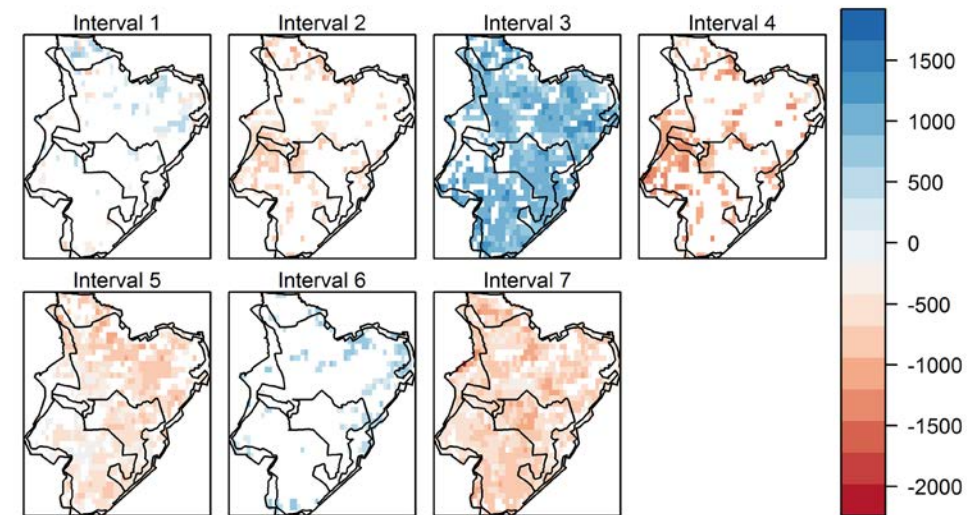 Interval 1
Interval 2
Interval 3
Interval 4
Interval 5
Interval 6
Interval 7
1500
1000
500
0
-500
-1000
-1500
-2000